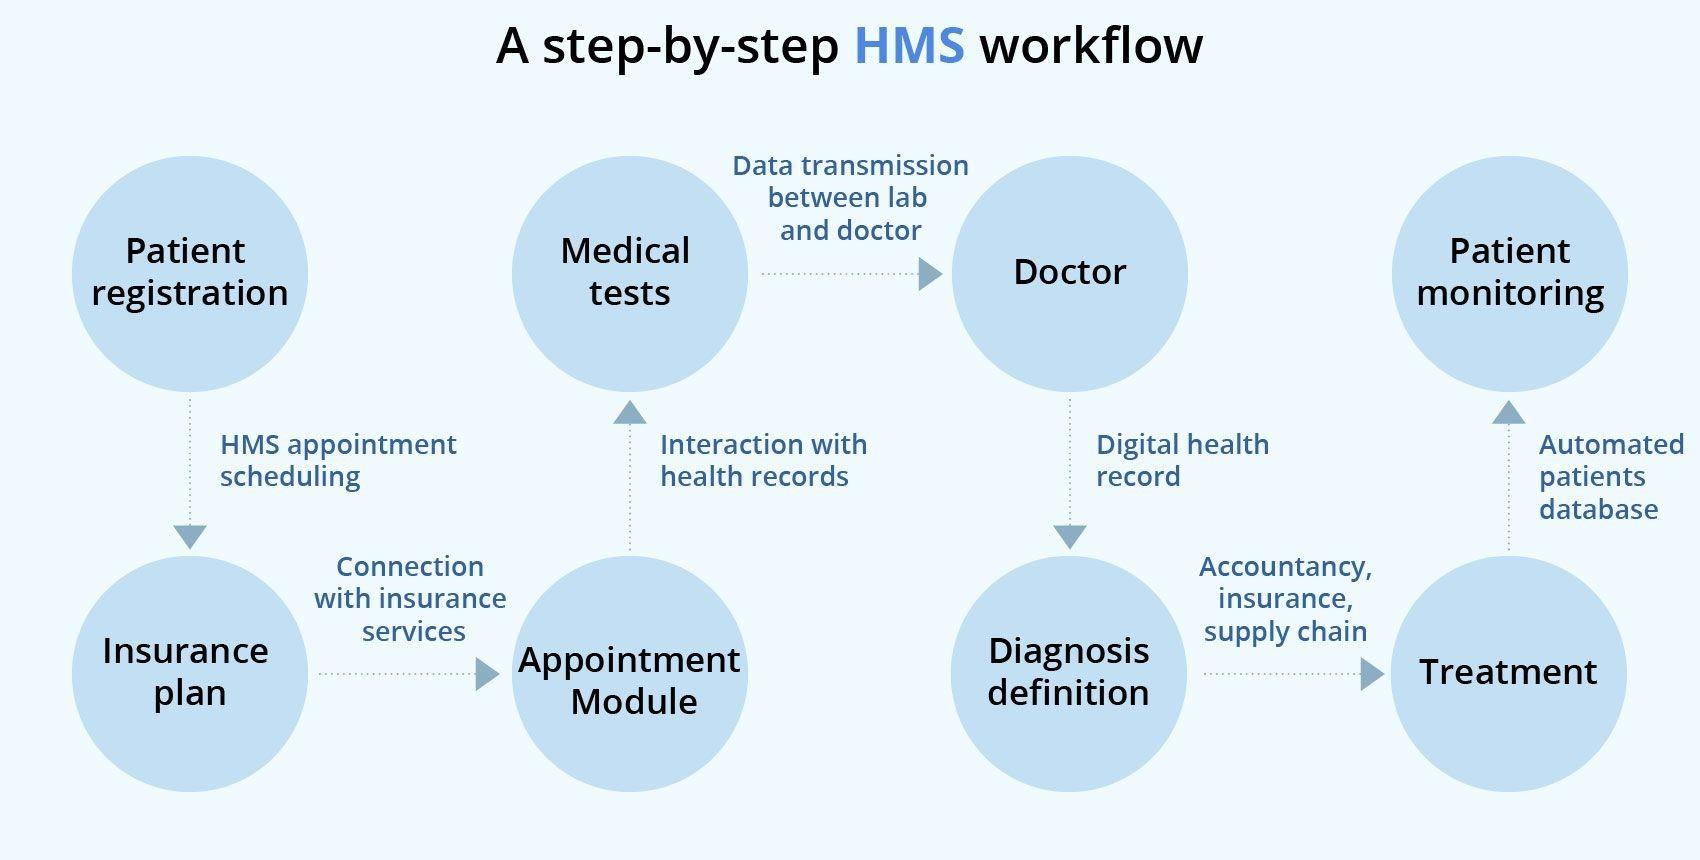 A step-by-step HMS workflow
Patient
registration
HMS appointment
scheduling
Insurance
plan
Connection
with insurance
services
Appointment
Module
Interaction with
health records
Medical
tests
Data transmission
between lab
and doctor
Doctor
Digital health
record
Diagnosis
definition
Accountancy,
insurance,
supply chain
Treatment
Automated
patients
database
Patient
monitoring